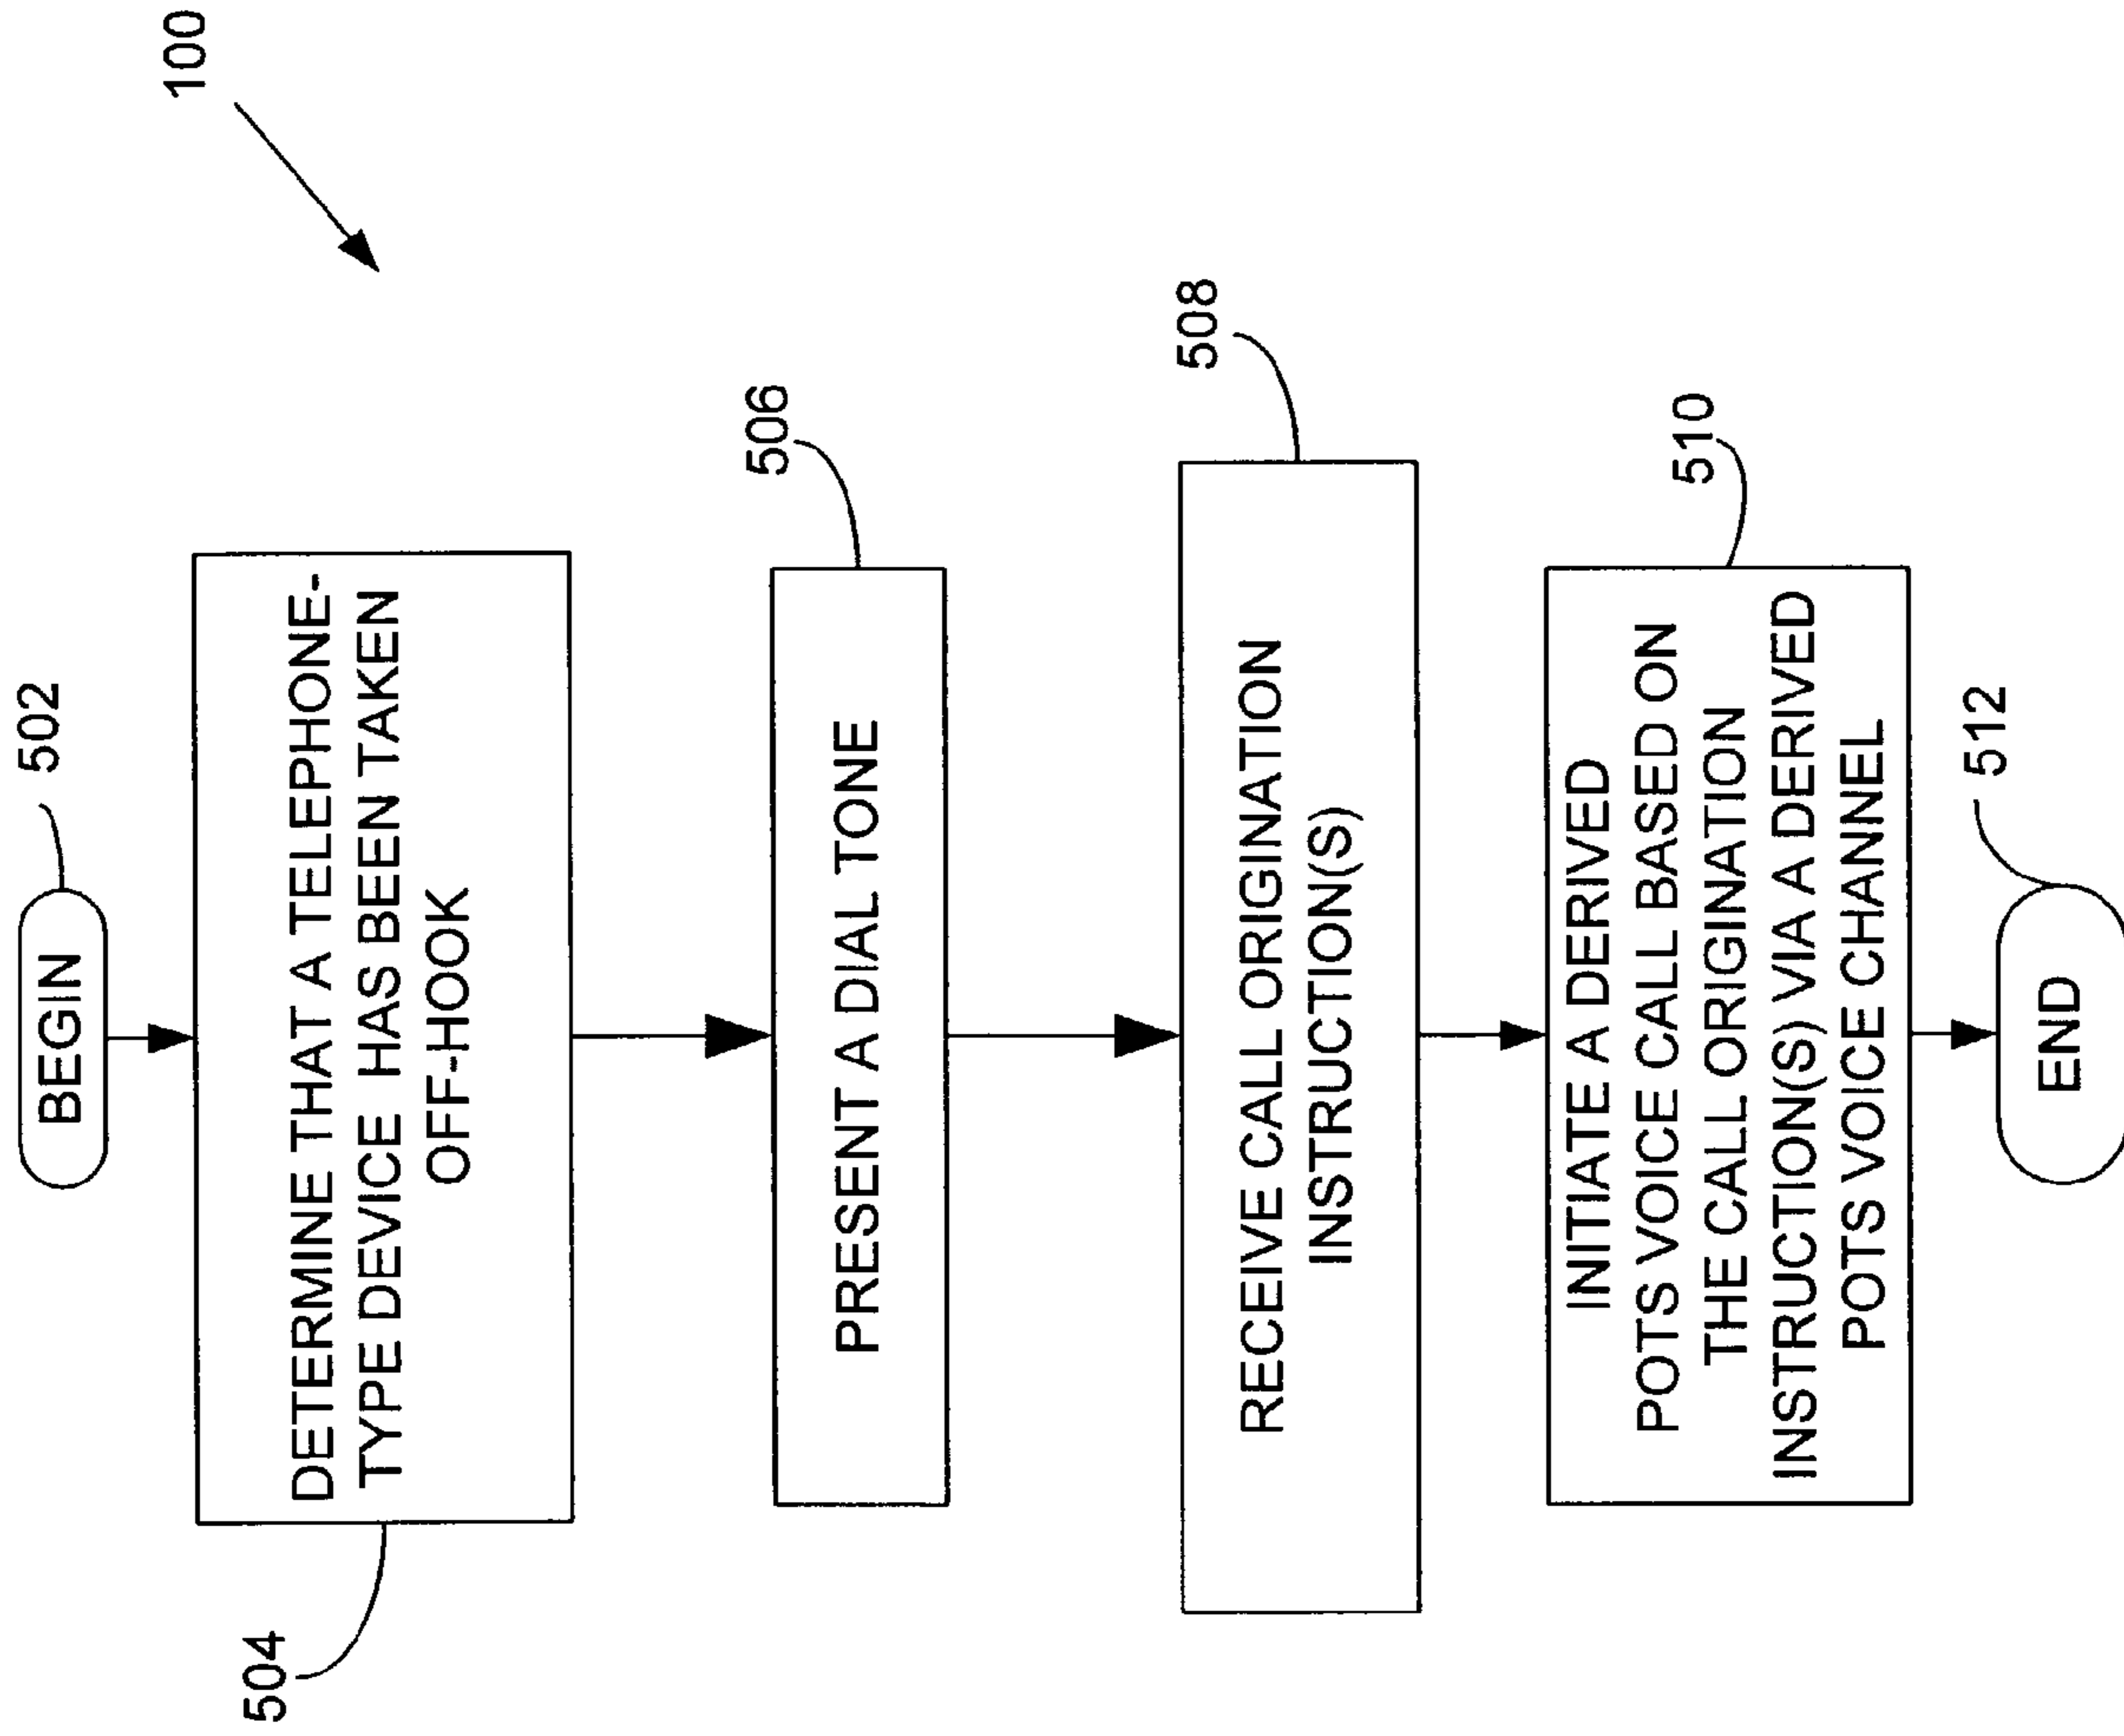 100
BEGIN
502
DETERMINE THAT A TELEPHONE-
TYPE DEVICE HAS BEEN TAKEN
OFF-HOOK
504
PRESENT A DIAL TONE
506
RECEIVE CALL ORIGINATION
INSTRUCTION(S)
508
INITIATE A DERIVED
POTS VOICE CALL BASED ON
THE CALL ORIGINATION
INSTRUCTION(S) VIA A DERIVED
POTS VOICE CHANNEL
510
END
512